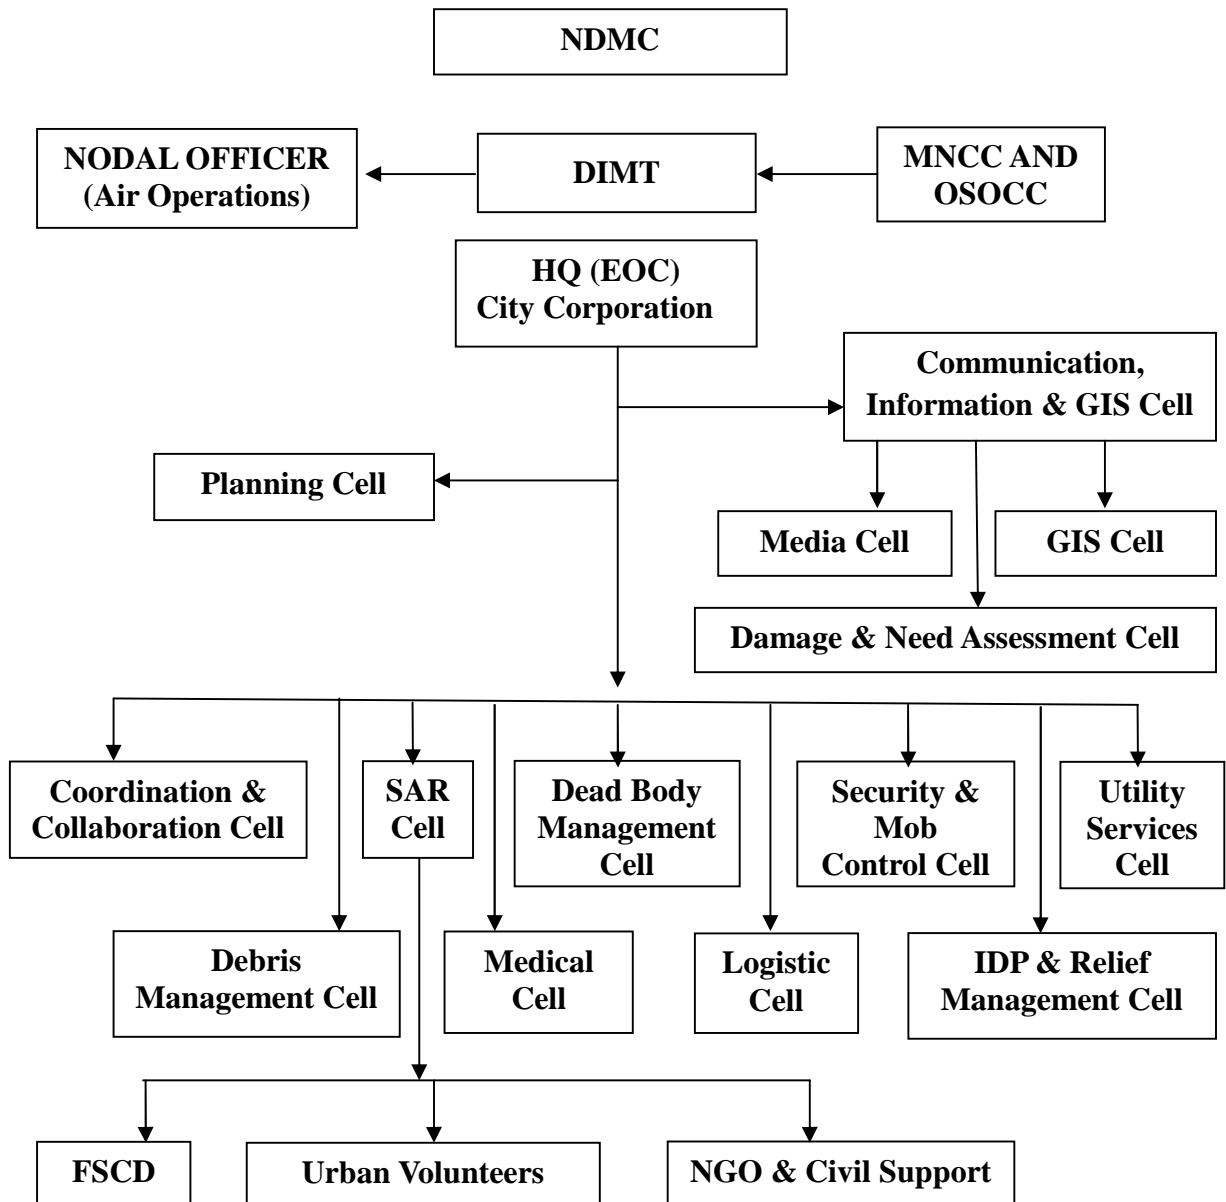 NDMC
NODAL OFFICER
(Air Operations)
DIMT
MNCC AND
OSOCC
HQ (EOC)
City Corporation
Communication,
Information & GIS Cell
Planning Cell
Media Cell
GIS Cell
Damage & Need Assessment Cell
Coordination &
Collaboration Cell
SAR
Cell
Dead Body
Management
Cell
Security &
Mob
Control Cell
Utility
Services
Cell
Debris
Management Cell
Medical
Cell
Logistic
Cell
IDP & Relief
Management Cell
FSCD
Urban Volunteers
NGO & Civil Support